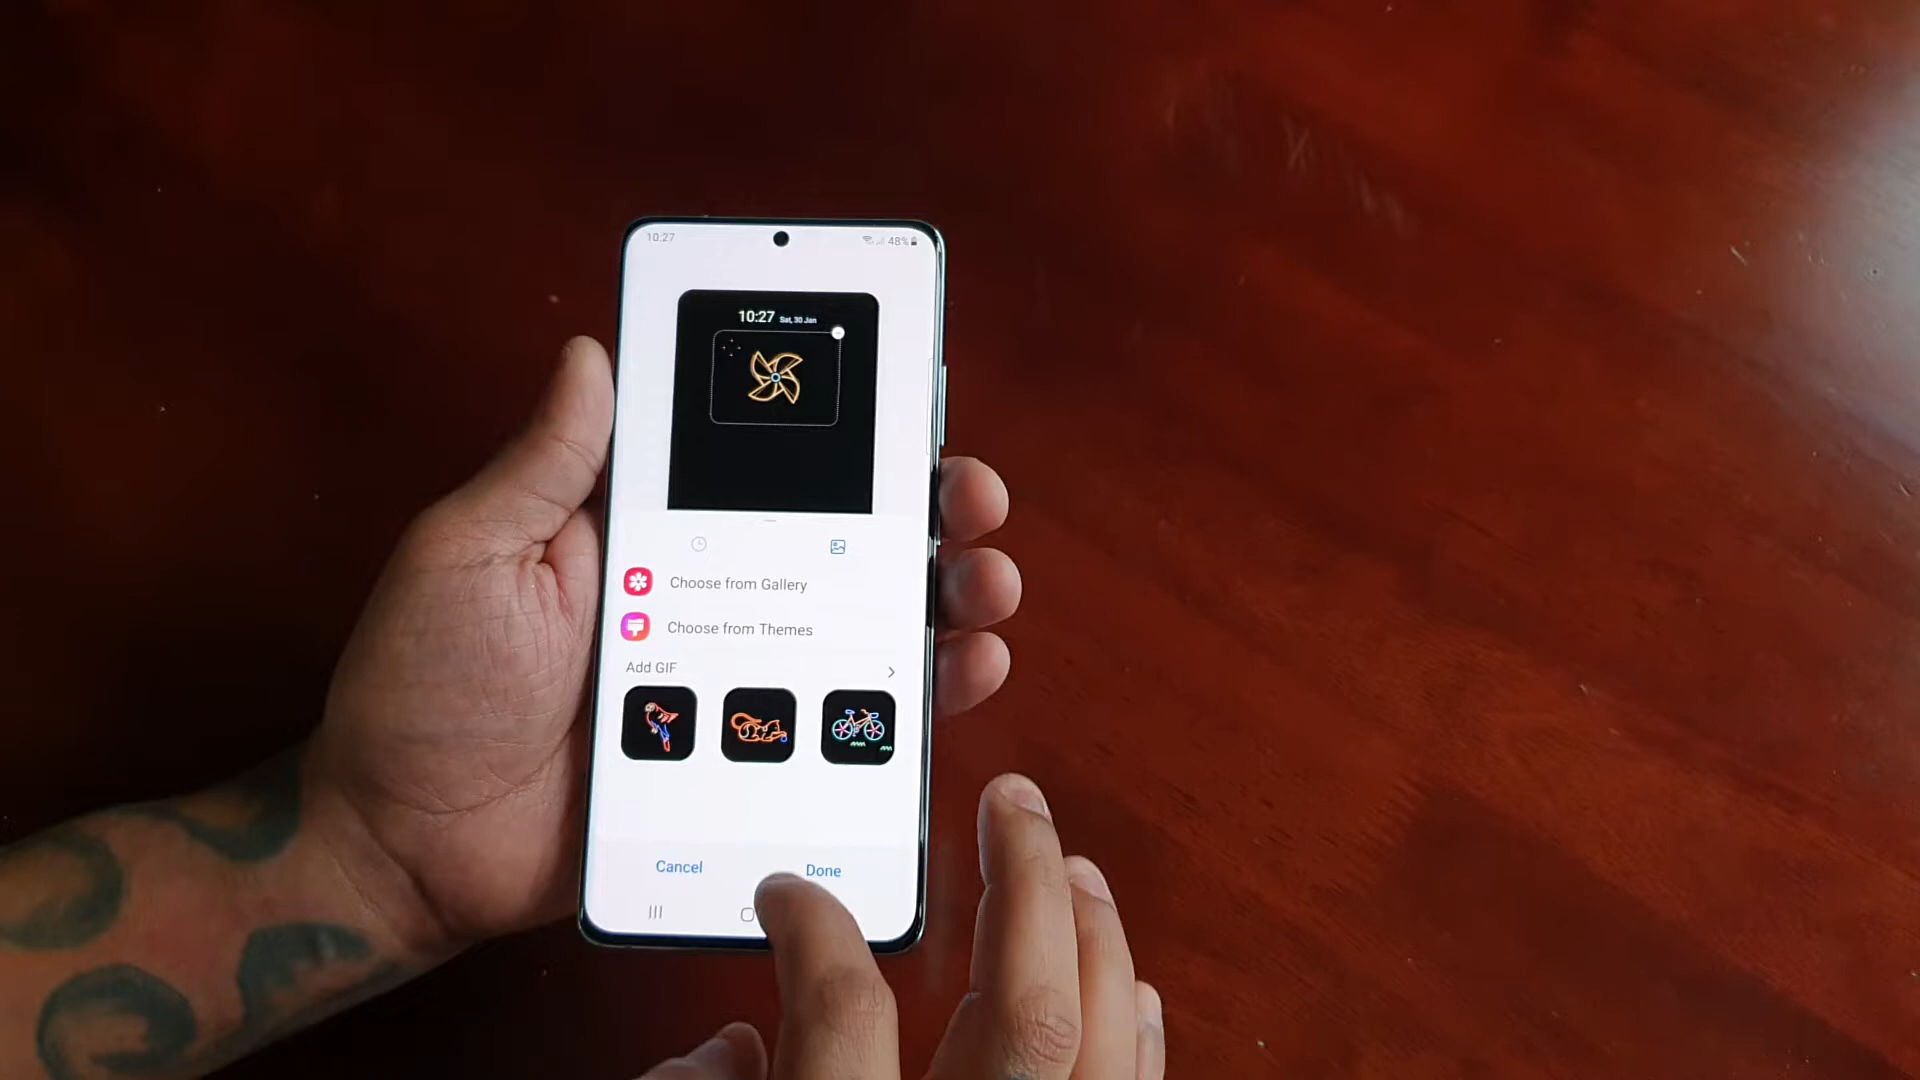 10:27
48%
10:27 Sat, 30 Jan
Choose from Gallery
Choose from Themes
Add GIF
Cancel
Done